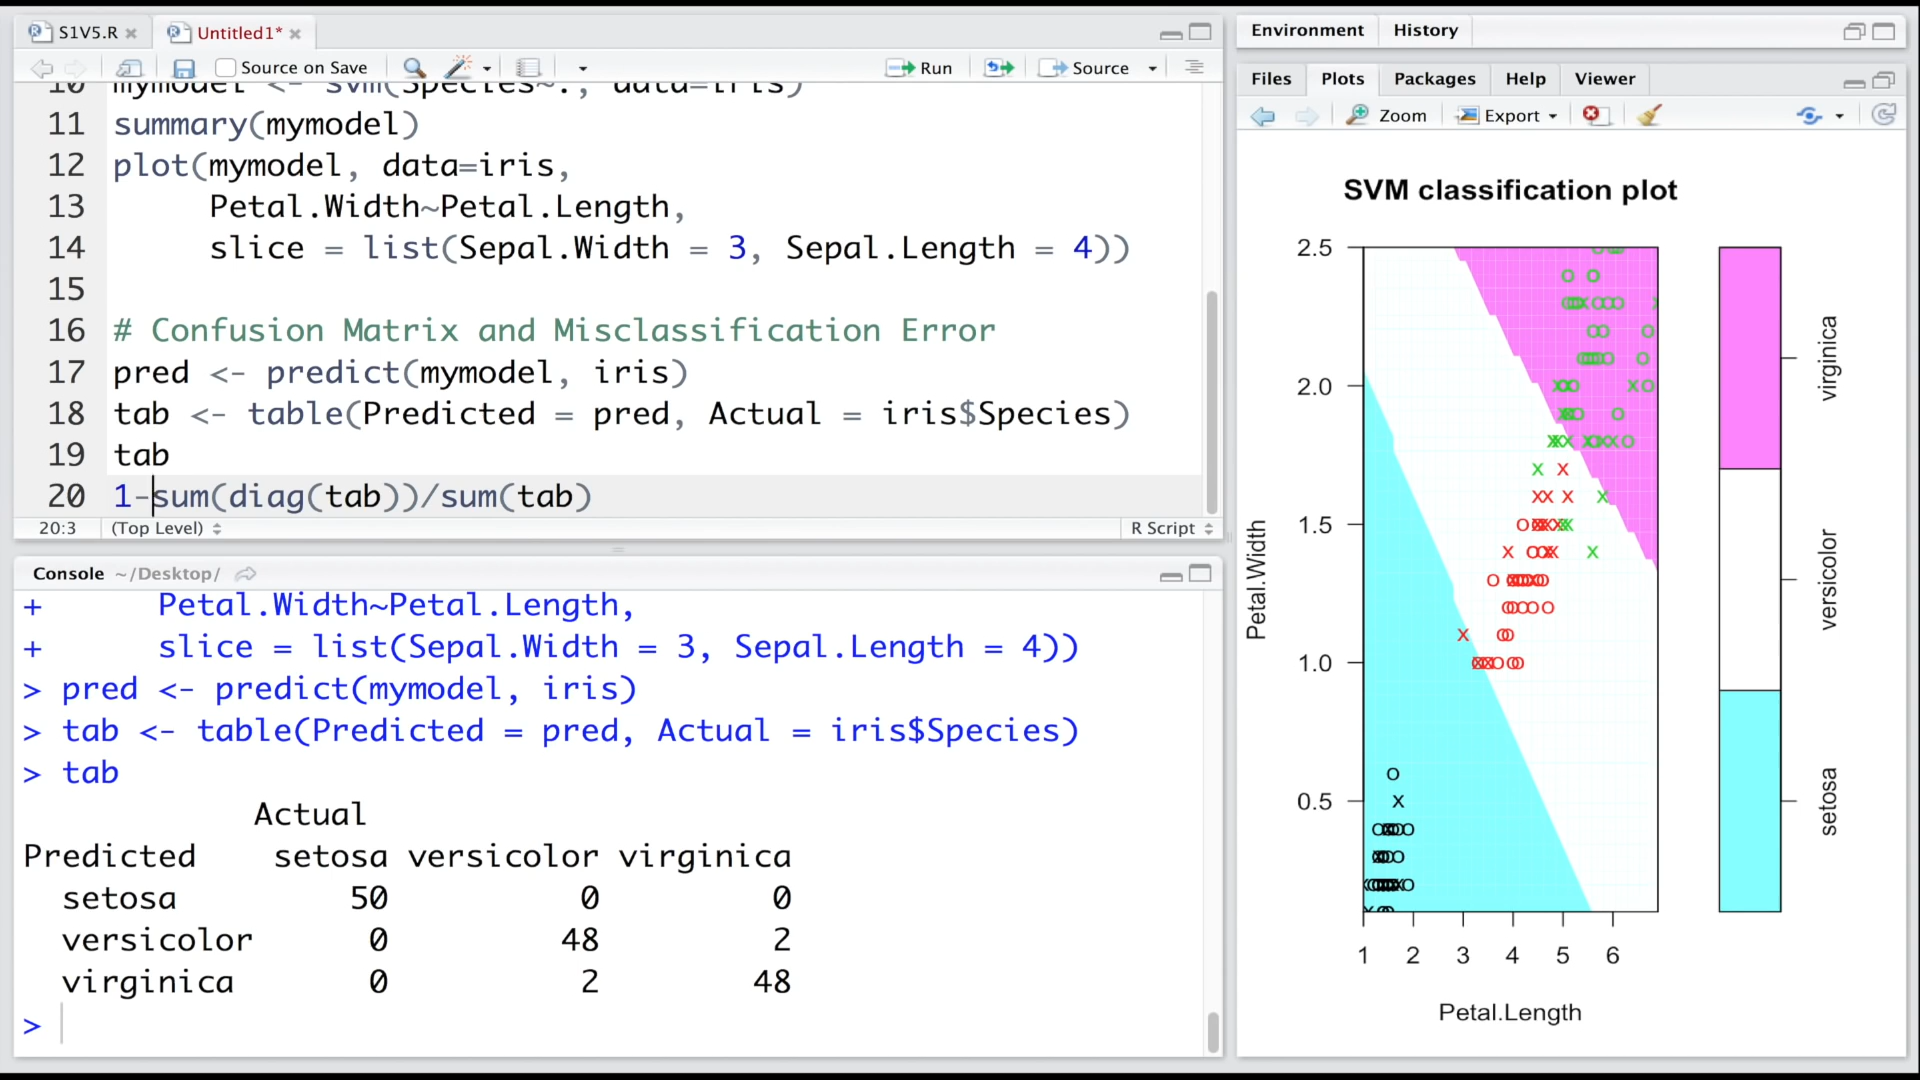 S1V5.R
Untitled1*
Source on Save
Run
Source
10 mymodel <- svm(Species~., data=iris)
11 summary(mymodel)
12 plot(mymodel, data=iris,
13 Petal.Width~Petal.Length,
14 slice = list(Sepal.Width = 3, Sepal.Length = 4))
15
16 # Confusion Matrix and Misclassification Error
17 pred <- predict(mymodel, iris)
18 tab <- table(Predicted = pred, Actual = iris$Species)
19 tab
20 1-sum(diag(tab))/sum(tab)
20:3 (Top Level) R Script
Console ~/Desktop/
+ Petal.Width~Petal.Length,
+ slice = list(Sepal.Width = 3, Sepal.Length = 4))
> pred <- predict(mymodel, iris)
> tab <- table(Predicted = pred, Actual = iris$Species)
> tab
Actual
Predicted setosa versicolor virginica
setosa 50 0 0
versicolor 0 48 2
virginica 0 2 48
>
Environment History
Files Plots Packages Help Viewer
Zoom Export
SVM classification plot
2.5
2.0
1.5
1.0
0.5
Petal.Width
1 2 3 4 5 6
Petal.Length
virginica
versicolor
setosa